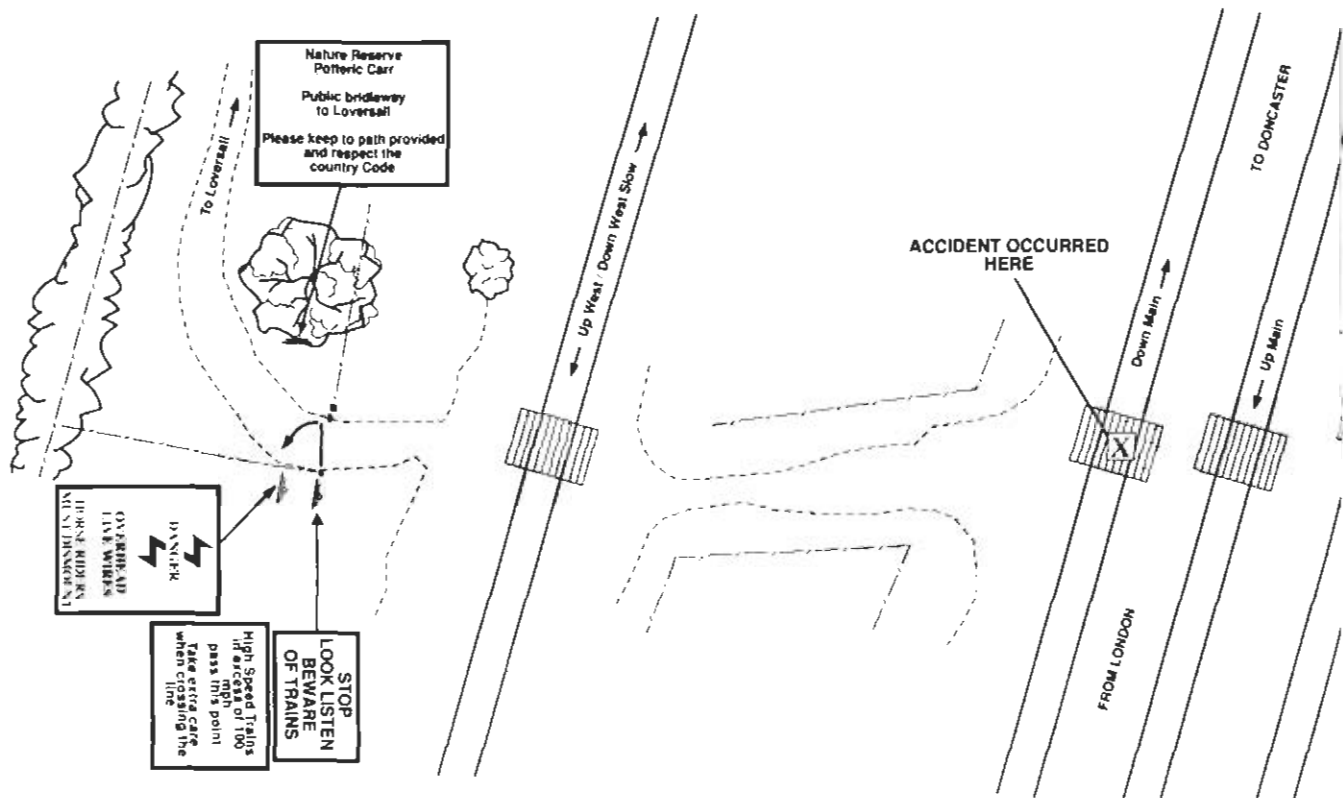 Nature Reserve
Potteric Carr
Public bridleway
to Loversall
Please keep to path provided
and respect the
country Code
To Loversall
Up West / Down West Slow
ACCIDENT OCCURRED
HERE
TO DONCASTER
Down Main
Up Main
X
FROM LONDON
DANGER
OVERHEAD
LIVE WIRES
HORSE RIDERS
MUST DISMOUNT
STOP
LOOK LISTEN
BEWARE
OF TRAINS
High Speed Trains
in excess of 100
mph
pass this point
Take extra care
when crossing the
line